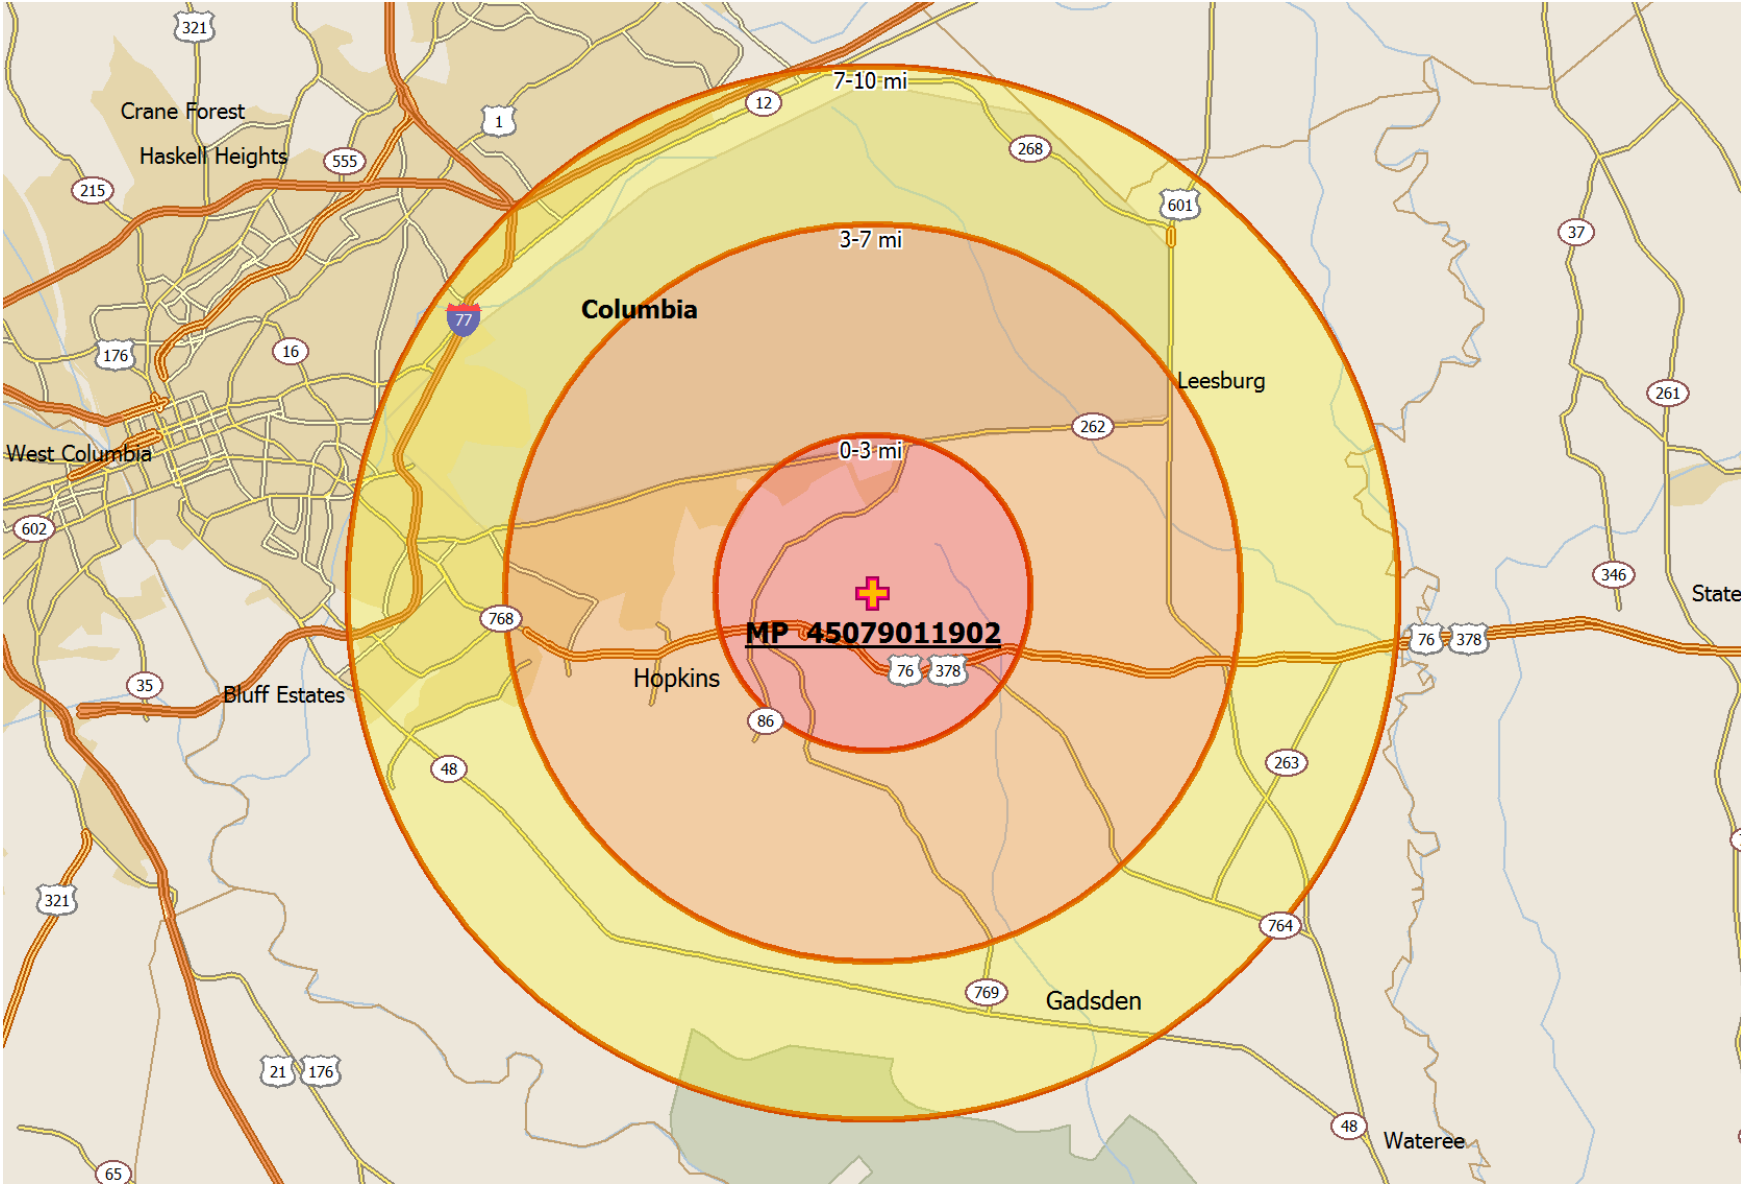 321
7-10 mi
12
Crane Forest
1
268
Haskell Heights
555
215
601
37
3-7 mi
Columbia
77
16
176
Leesburg
261
262
West Columbia
0-3 mi
602
346
State
768
MP 45079011902
76 378
76 378
Hopkins
35
Bluff Estates
86
48
263
321
764
769
Gadsden
21 176
48
Wateree
65